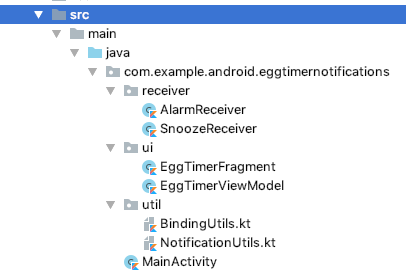 src
main
java
com.example.android.eggtimernotifications
receiver
AlarmReceiver
SnoozeReceiver
ui
EggTimerFragment
EggTimerViewModel
util
BindingUtils.kt
NotificationUtils.kt
MainActivity